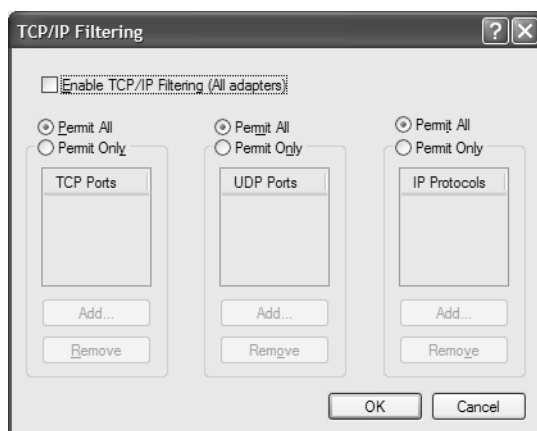 TCP/IP Filtering
Enable TCP/IP Filtering (All adapters)
Permit All
Permit Only
TCP Ports
Add...
Remove
Permit All
Permit Only
UDP Ports
Add...
Remove
Permit All
Permit Only
IP Protocols
Add...
Remove
OK
Cancel